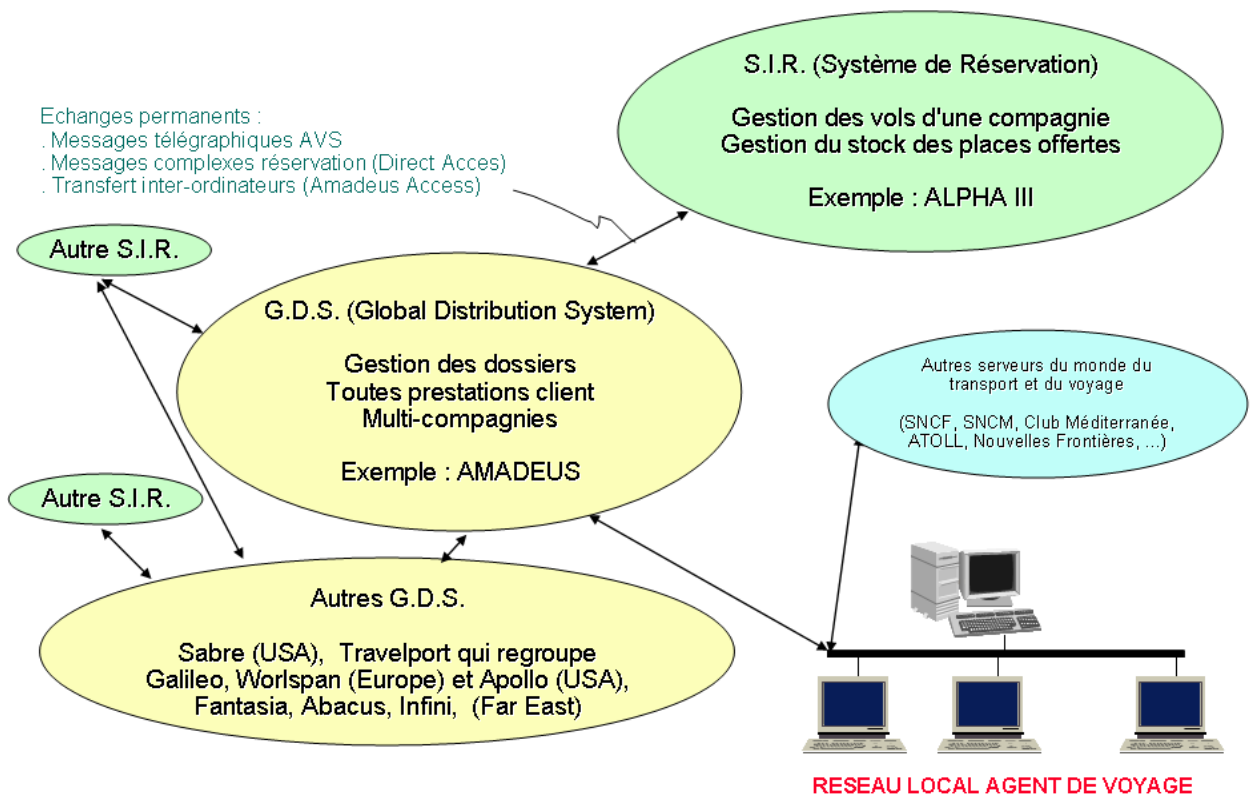 S.I.R. (Système de Réservation)
Gestion des vols d'une compagnie
Gestion du stock des places offertes
Exemple : ALPHA III
Echanges permanents :
. Messages télégraphiques AVS
. Messages complexes réservation (Direct Acces)
. Transfert inter-ordinateurs (Amadeus Access)
Autre S.I.R.
G.D.S. (Global Distribution System)
Gestion des dossiers
Toutes prestations client
Multi-compagnies
Exemple : AMADEUS
Autres serveurs du monde du
transport et du voyage
(SNCF, SNCM, Club Méditerranée,
ATOLL, Nouvelles Frontières, ...)
Autre S.I.R.
Autres G.D.S.
Sabre (USA), Travelport qui regroupe
Galileo, Worlspan (Europe) et Apollo (USA),
Fantasia, Abacus, Infini, (Far East)
RESEAU LOCAL AGENT DE VOYAGE